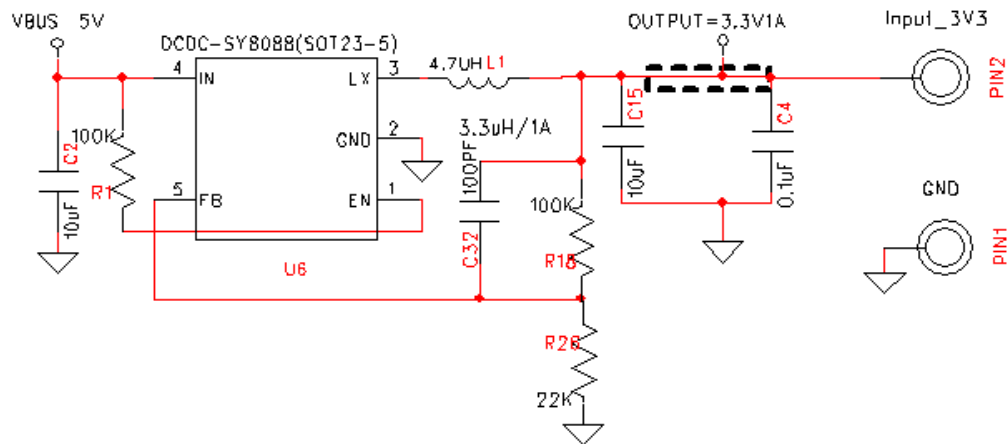 VBUS 5V
OUTPUT=3.3V1A
Input_3V3
DCDC-SY8088(SOT23-5)
4
IN
LX
3
4.7UH L1
PIN2
C2
100K
R1
10uF
GND
2
3.3uH/1A
100PF
C32
C15
10uF
C4
0.1uF
5
FB
EN
1
100K
R18
GND
PIN1
U6
R26
22K